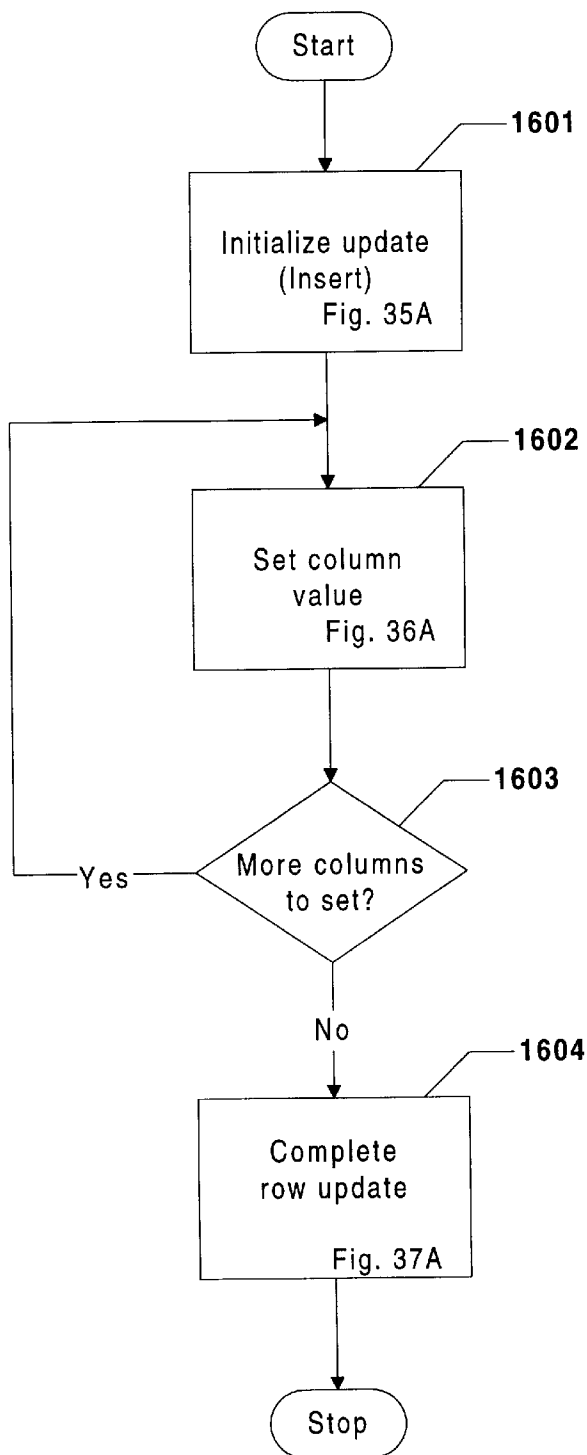 Start
1601
Initialize update
(Insert)
Fig. 35A
1602
Set column
value
Fig. 36A
1603
More columns
to set?
Yes
No
1604
Complete
row update
Fig. 37A
Stop